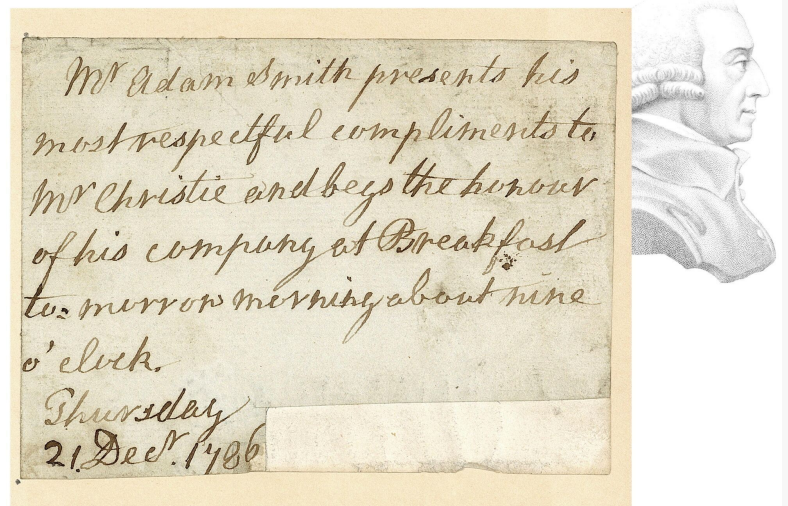 Mr Adam Smith presents his
most respectful compliments to
Mr Christie and begs the honour
of his company at Breakfast
to=morrow morning about nine
o'clock.
Thursday
21. Decr. 1786